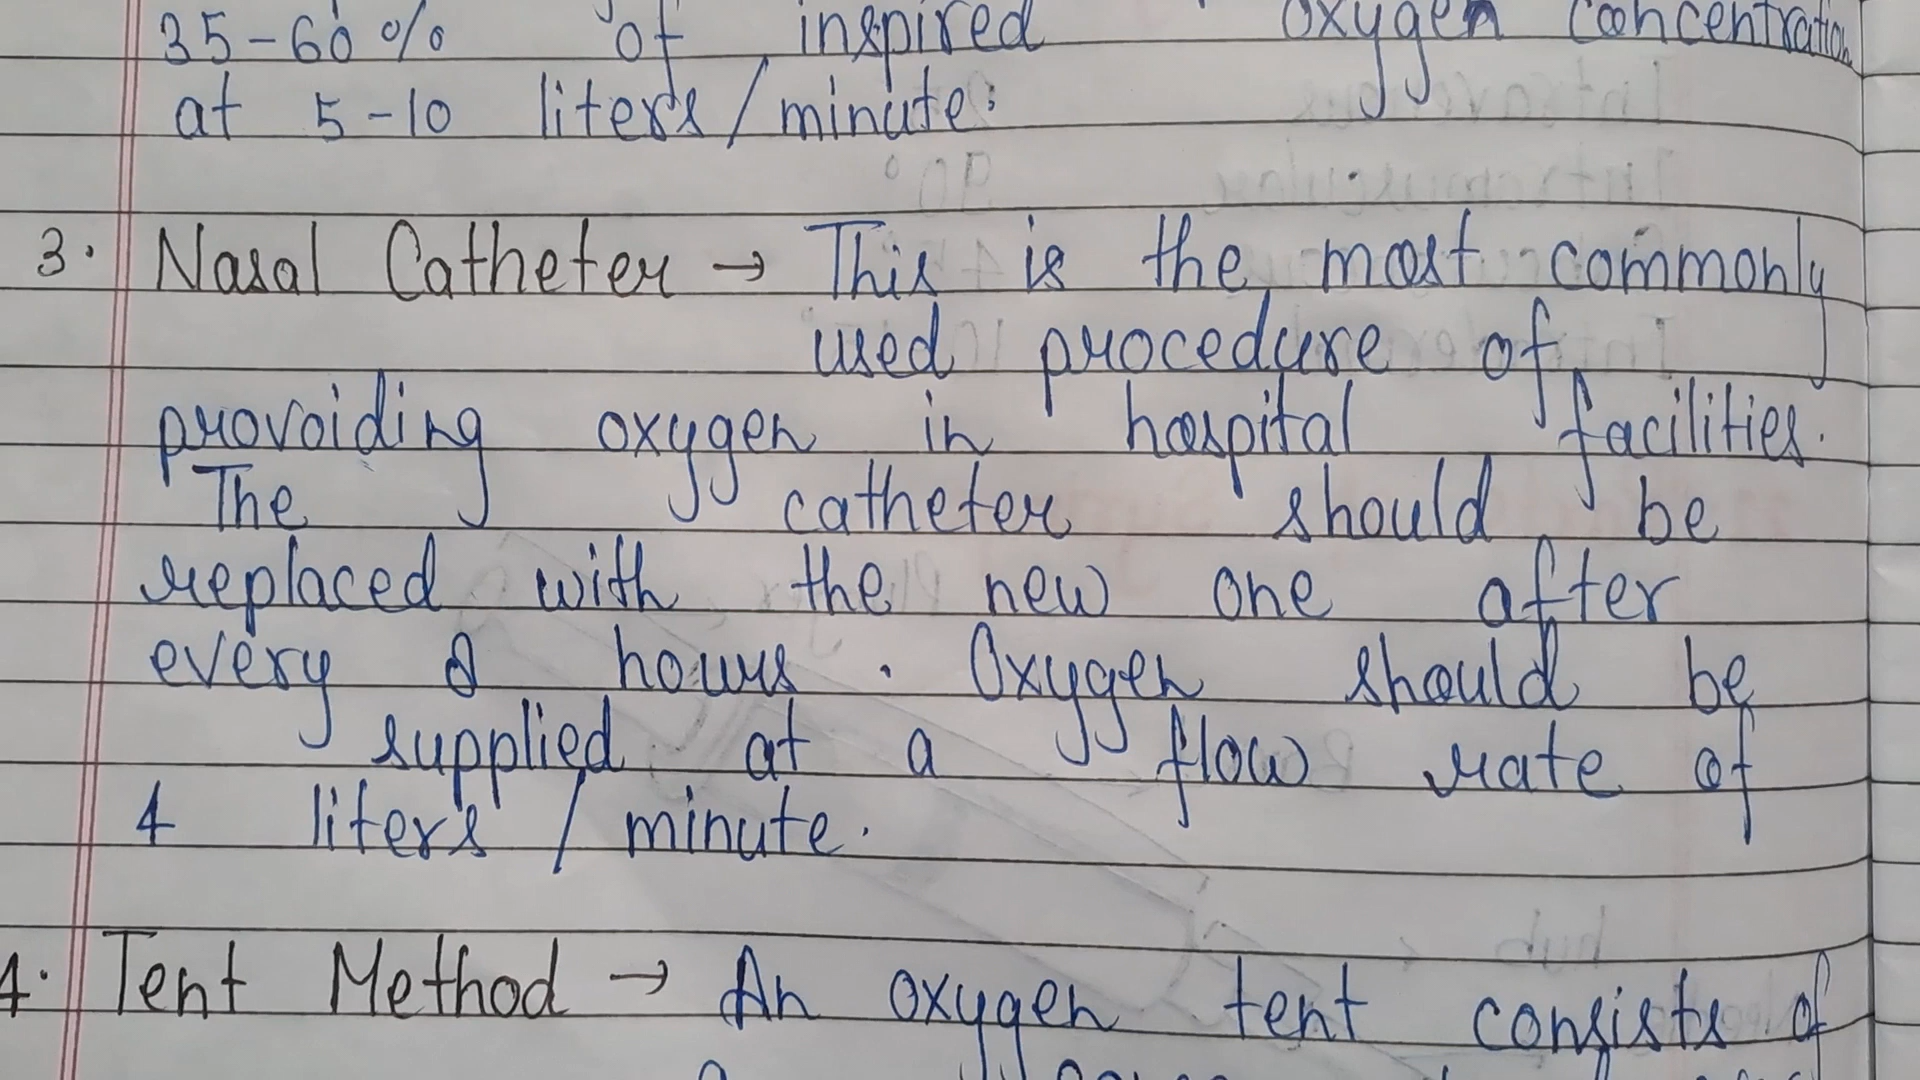 35-60% of inspired oxygen concentration
at 5-10 liters/minute.
3. Nasal Catheter → This is the most commonly
used procedure of
provoiding oxygen in hospital facilities.
The catheter should be
replaced with the new one after
every 8 hours. Oxygen should be
supplied at a flow rate of
4 liters / minute.
4. Tent Method → An oxygen tent consists of